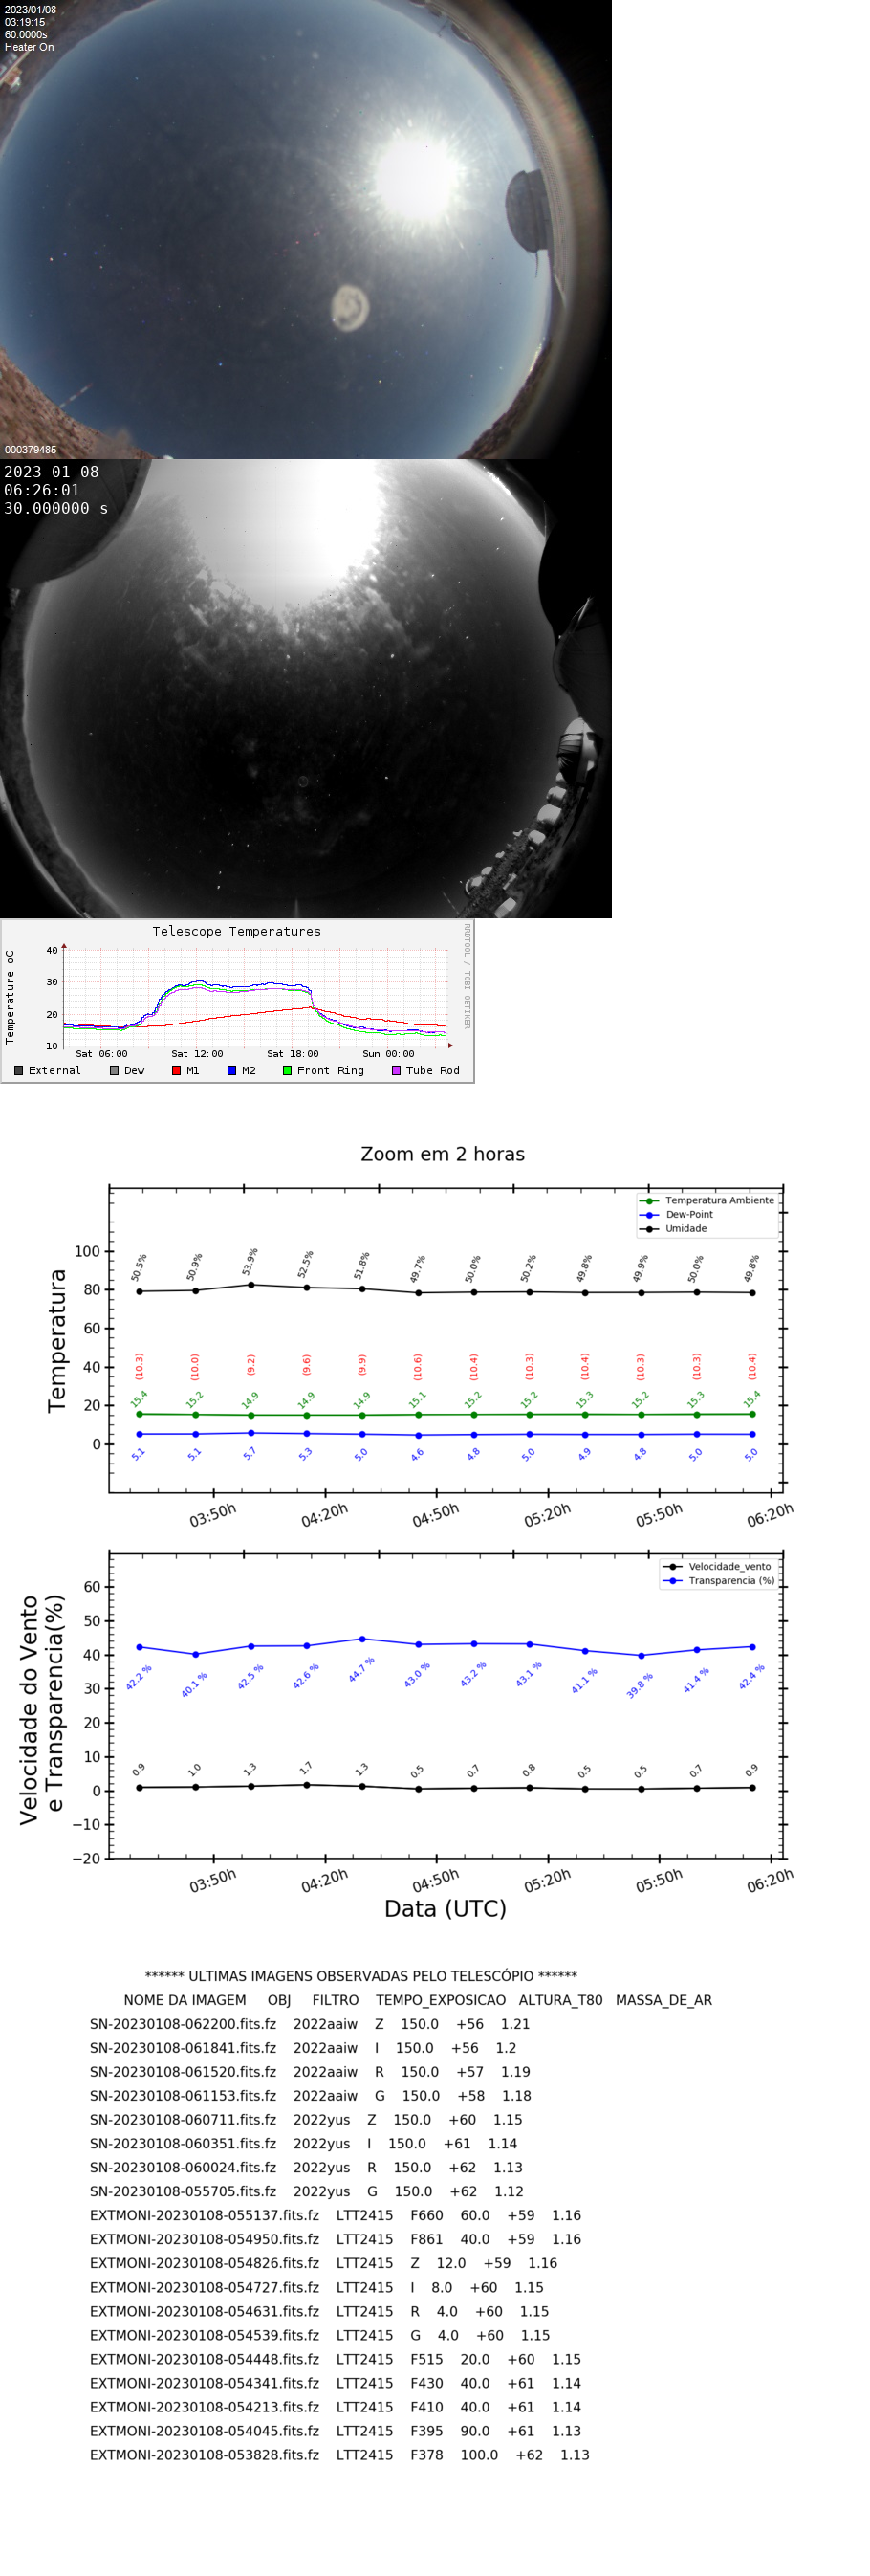 2023/01/08
03:19:15
60.0000s
Heater On
000379485
2023-01-08
06:26:01
30.000000 s
Telescope Temperatures
RRDTOOL / TOBI OETIKER
Temperature oC
40
30
20
10
Sat 06:00 Sat 12:00 Sat 18:00 Sun 00:00
External Dew M1 M2 Front Ring Tube Rod
Zoom em 2 horas
Temperatura Ambiente
Dew-Point
Umidade
Temperatura
100
80
60
40
20
0
50.5% 50.9% 53.9% 52.5% 51.8% 49.7% 50.0% 50.2% 49.8% 49.9% 50.0% 49.8%
(10.3) (10.0) (9.2) (9.6) (9.9) (10.6) (10.4) (10.3) (10.4) (10.3) (10.3) (10.4)
15.4 15.2 14.9 14.9 14.9 15.1 15.2 15.2 15.3 15.2 15.3 15.4
5.1 5.1 5.7 5.3 5.0 4.6 4.8 5.0 4.9 4.8 5.0 5.0
03:50h 04:20h 04:50h 05:20h 05:50h 06:20h
Velocidade_vento
Transparencia (%)
Velocidade do Vento
e Transparencia(%)
60
50
40
30
20
10
0
−10
−20
42.2 % 40.1 % 42.5 % 42.6 % 44.7 % 43.0 % 43.2 % 43.1 % 41.1 % 39.8 % 41.4 % 42.4 %
0.9 1.0 1.3 1.7 1.3 0.5 0.7 0.8 0.5 0.5 0.7 0.9
03:50h 04:20h 04:50h 05:20h 05:50h 06:20h
Data (UTC)
****** ULTIMAS IMAGENS OBSERVADAS PELO TELESCÓPIO ******
NOME DA IMAGEM OBJ FILTRO TEMPO_EXPOSICAO ALTURA_T80 MASSA_DE_AR
SN-20230108-062200.fits.fz 2022aaiw Z 150.0 +56 1.21
SN-20230108-061841.fits.fz 2022aaiw I 150.0 +56 1.2
SN-20230108-061520.fits.fz 2022aaiw R 150.0 +57 1.19
SN-20230108-061153.fits.fz 2022aaiw G 150.0 +58 1.18
SN-20230108-060711.fits.fz 2022yus Z 150.0 +60 1.15
SN-20230108-060351.fits.fz 2022yus I 150.0 +61 1.14
SN-20230108-060024.fits.fz 2022yus R 150.0 +62 1.13
SN-20230108-055705.fits.fz 2022yus G 150.0 +62 1.12
EXTMONI-20230108-055137.fits.fz LTT2415 F660 60.0 +59 1.16
EXTMONI-20230108-054950.fits.fz LTT2415 F861 40.0 +59 1.16
EXTMONI-20230108-054826.fits.fz LTT2415 Z 12.0 +59 1.16
EXTMONI-20230108-054727.fits.fz LTT2415 I 8.0 +60 1.15
EXTMONI-20230108-054631.fits.fz LTT2415 R 4.0 +60 1.15
EXTMONI-20230108-054539.fits.fz LTT2415 G 4.0 +60 1.15
EXTMONI-20230108-054448.fits.fz LTT2415 F515 20.0 +60 1.15
EXTMONI-20230108-054341.fits.fz LTT2415 F430 40.0 +61 1.14
EXTMONI-20230108-054213.fits.fz LTT2415 F410 40.0 +61 1.14
EXTMONI-20230108-054045.fits.fz LTT2415 F395 90.0 +61 1.13
EXTMONI-20230108-053828.fits.fz LTT2415 F378 100.0 +62 1.13